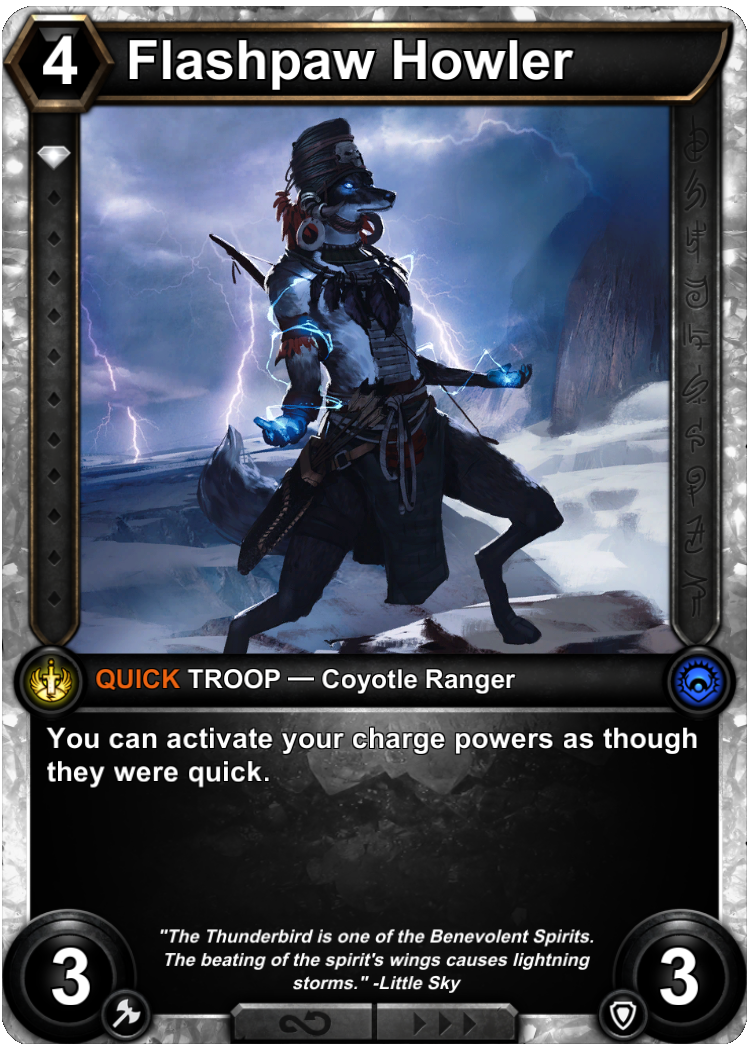 4 Flashpaw Howler
QUICK TROOP — Coyotle Ranger
You can activate your charge powers as though
they were quick.
"The Thunderbird is one of the Benevolent Spirits.
The beating of the spirit's wings causes lightning
storms." -Little Sky
3 3